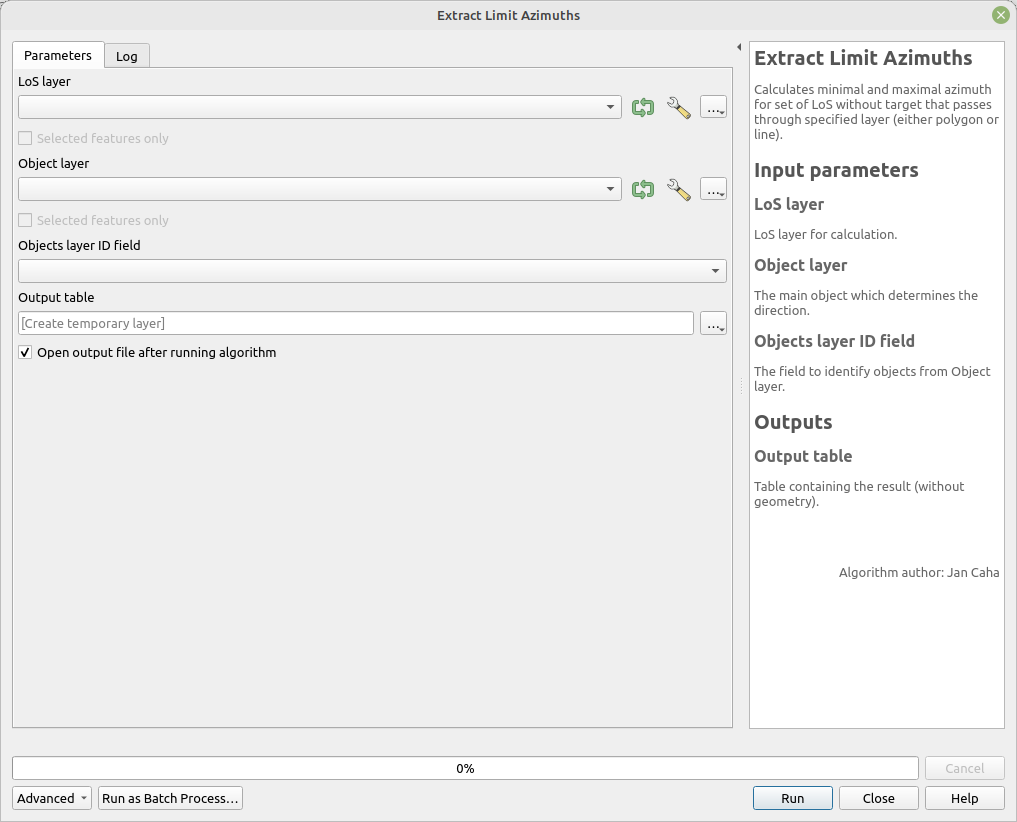 Extract Limit Azimuths
Parameters
Log
LoS layer
…
Selected features only
Object layer
…
Selected features only
Objects layer ID field
Output table
[Create temporary layer]
…
Open output file after running algorithm
Extract Limit Azimuths
Calculates minimal and maximal azimuth
for set of LoS without target that passes
through specified layer (either polygon or
line).
Input parameters
LoS layer
LoS layer for calculation.
Object layer
The main object which determines the
direction.
Objects layer ID field
The field to identify objects from Object
layer.
Outputs
Output table
Table containing the result (without
geometry).
Algorithm author: Jan Caha
0%
Cancel
Advanced
Run as Batch Process…
Run
Close
Help